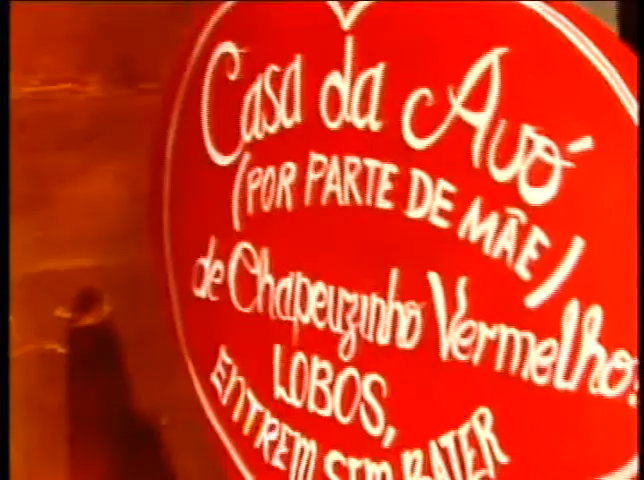 Casa da Avó
(POR PARTE DE MÃE)
de Chapeuzinho Vermelho.
LOBOS,
ENTREM SEM BATER